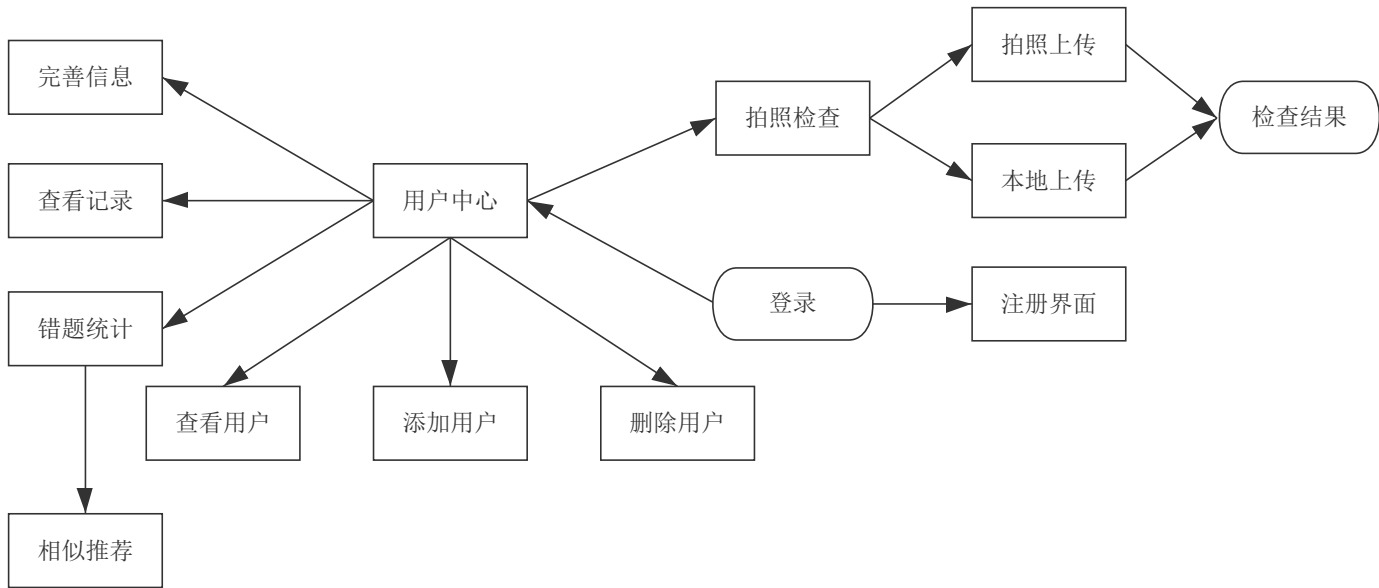 拍照上传
完善信息
拍照检查
检查结果
本地上传
查看记录
用户中心
登录
注册界面
错题统计
查看用户
添加用户
删除用户
相似推荐